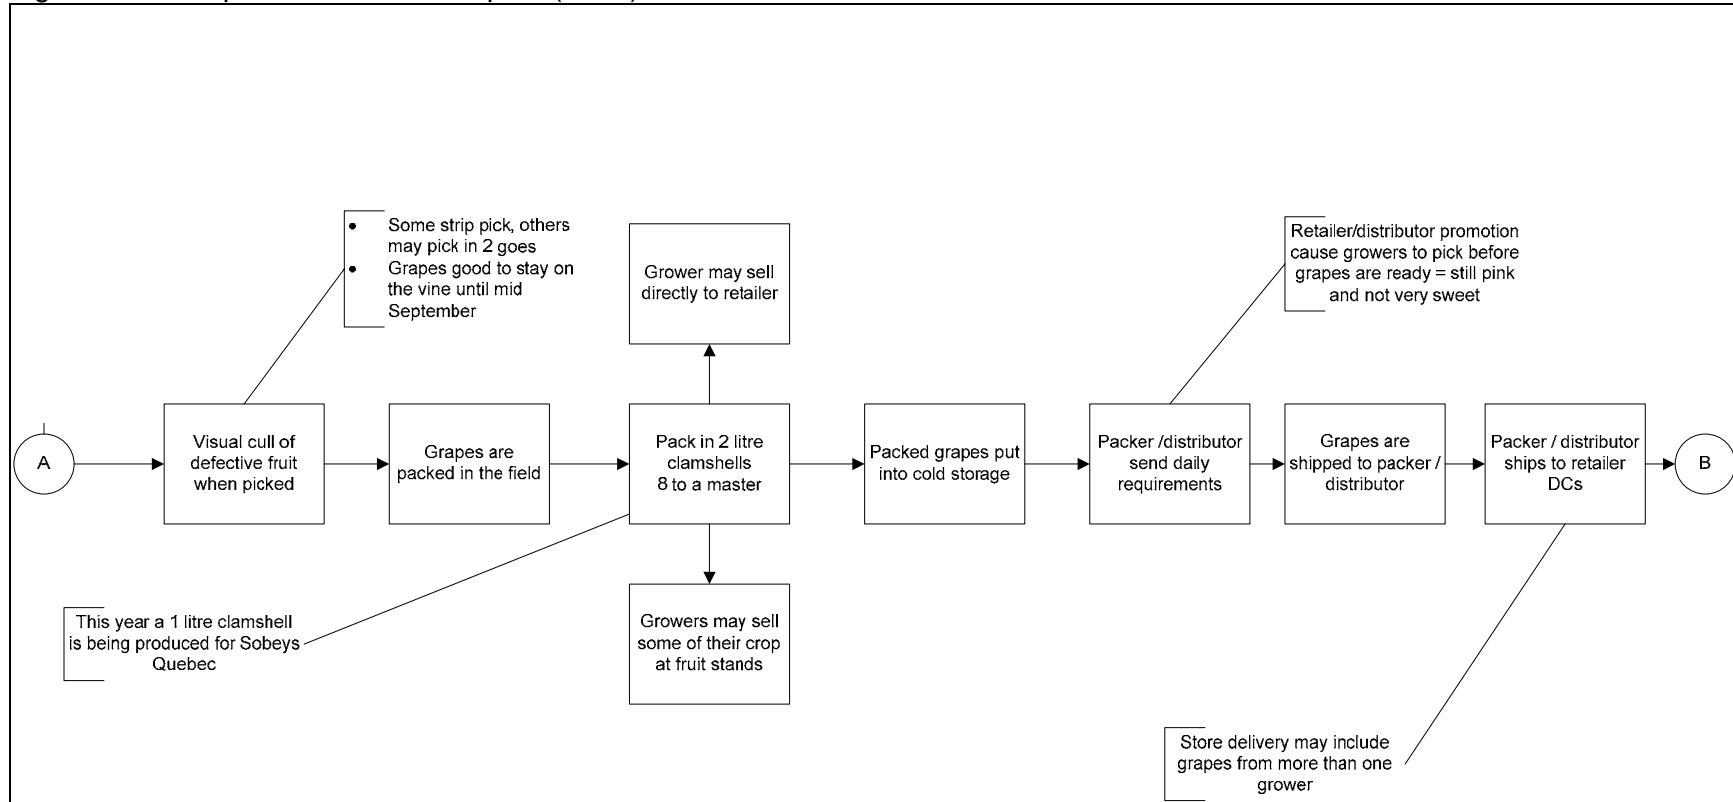 • Some strip pick, others
may pick in 2 goes
• Grapes good to stay on
the vine until mid
September
Grower may sell
directly to retailer
Retailer/distributor promotion
cause growers to pick before
grapes are ready = still pink
and not very sweet
A
Visual cull of
defective fruit
when picked
Grapes are
packed in the field
Pack in 2 litre
clamshells
8 to a master
Packed grapes put
into cold storage
Packer /distributor
send daily
requirements
Grapes are
shipped to packer /
distributor
Packer / distributor
ships to retailer
DCs
B
This year a 1 litre clamshell
is being produced for Sobeys
Quebec
Growers may sell
some of their crop
at fruit stands
Store delivery may include
grapes from more than one
grower